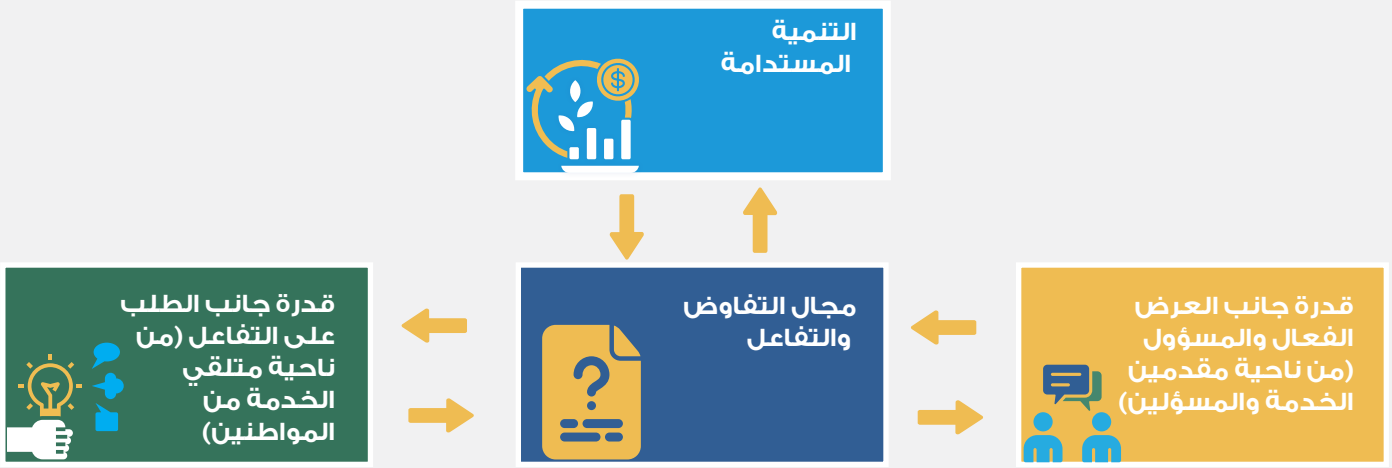 التنمية
المستدامة
قدرة جانب العرض
الفعال والمسؤول
(من ناحية مقدمين
الخدمة والمسؤلين)
مجال التفاوض
والتفاعل
قدرة جانب الطلب
على التفاعل (من
ناحية متلقي
الخدمة من
المواطنين)